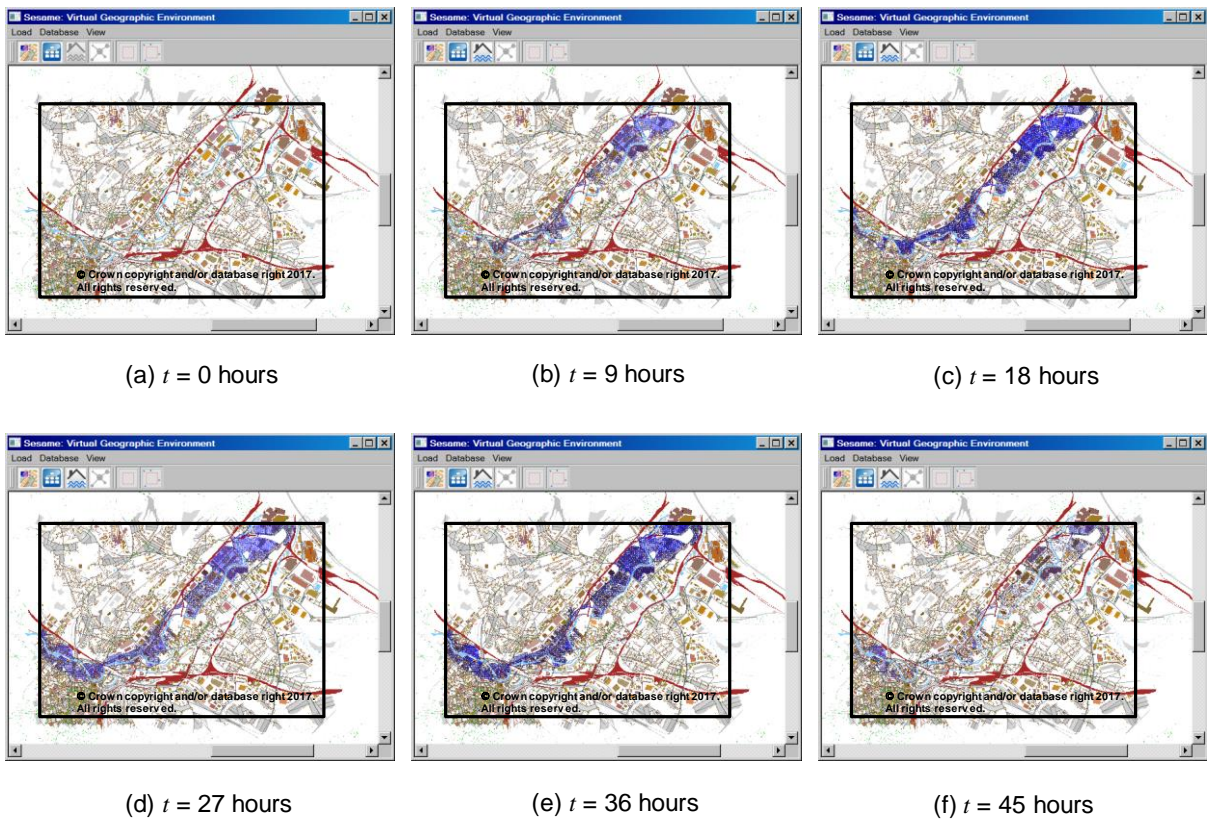 Sesame: Virtual Geographic Environment
Load Database View
© Crown copyright and/or database right 2017.
All rights reserved.
(a) t = 0 hours
Sesame: Virtual Geographic Environment
Load Database View
© Crown copyright and/or database right 2017.
All rights reserved.
(b) t = 9 hours
Sesame: Virtual Geographic Environment
Load Database View
© Crown copyright and/or database right 2017.
All rights reserved.
(c) t = 18 hours
Sesame: Virtual Geographic Environment
Load Database View
© Crown copyright and/or database right 2017.
All rights reserved.
(d) t = 27 hours
Sesame: Virtual Geographic Environment
Load Database View
© Crown copyright and/or database right 2017.
All rights reserved.
(e) t = 36 hours
Sesame: Virtual Geographic Environment
Load Database View
© Crown copyright and/or database right 2017.
All rights reserved.
(f) t = 45 hours